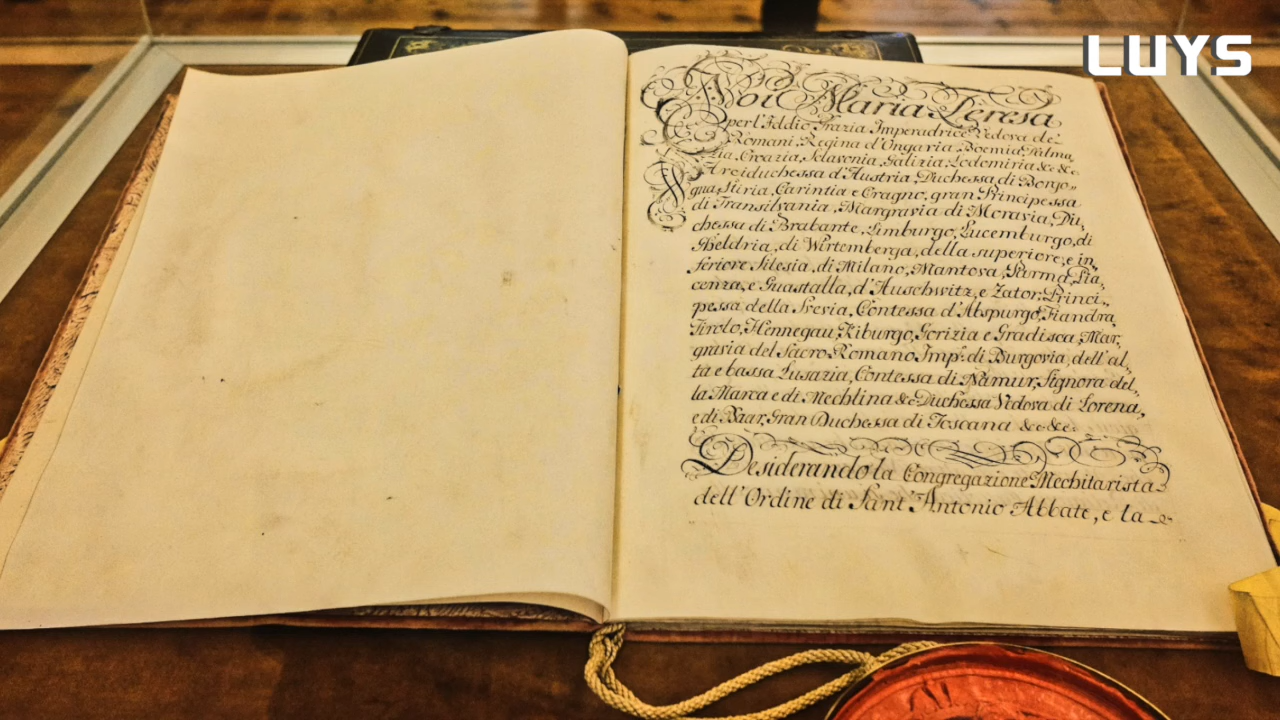 LUYS
Noi Maria Teresa
per l'Iddio Grazia Imperadrice Vedova de'
Romani, Regina d'Ongaria, Boemia, Dalma,,
zia, Croazia, Sclavonia, Galizia, Lodomiria &c &c
Arciduchessa d'Austria, Duchessa di Borgo,,
gna, Stiria, Carintia e Cragno, gran Principessa
di Transilvania, Margravia di Moravia, Du,,
chessa di Brabante, Limburgo, Lucemburgo, di
Gheldria, di Wirtemberga, della superiore, e in,,
feriore Silesia, di Milano, Mantova, Parma, Pia,,
cenza, e Guastalla, d'Auschwitz, e Zator, Princi,,
pessa della Svevia, Contessa d'Abspurgo, Fiandra,
Tirolo, Hennegau, Kiburgo, Gorizia e Gradisca, Mar,,
gravia del Sacro Romano Impº: di Burgovia, dell'al,,
ta e bassa Lusazia, Contessa di Namur, Signora del,,
la Marca e di Mechlina &c Duchessa Vedova di Lorena,
e di Baar, Gran Duchessa di Toscana &c &c &c
Desiderando la Congregazione Mechitarista
dell'Ordine di Sant'Antonio Abbate, e la